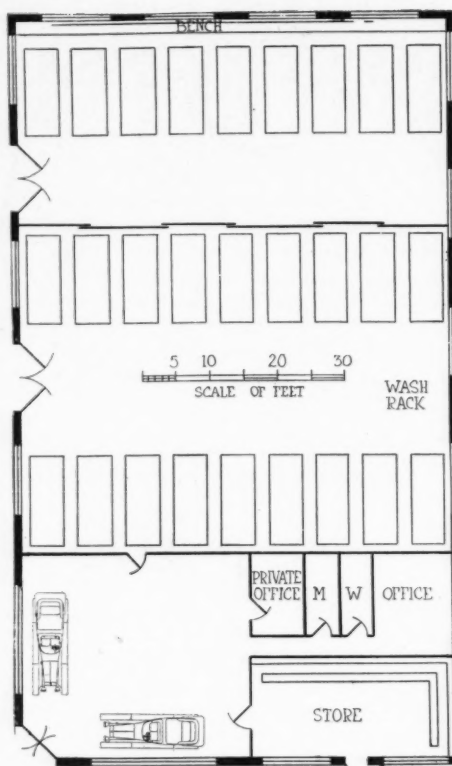 BENCH
5 10 20 30
SCALE OF FEET
WASH
RACK
PRIVATE
OFFICE
M
W
OFFICE
STORE